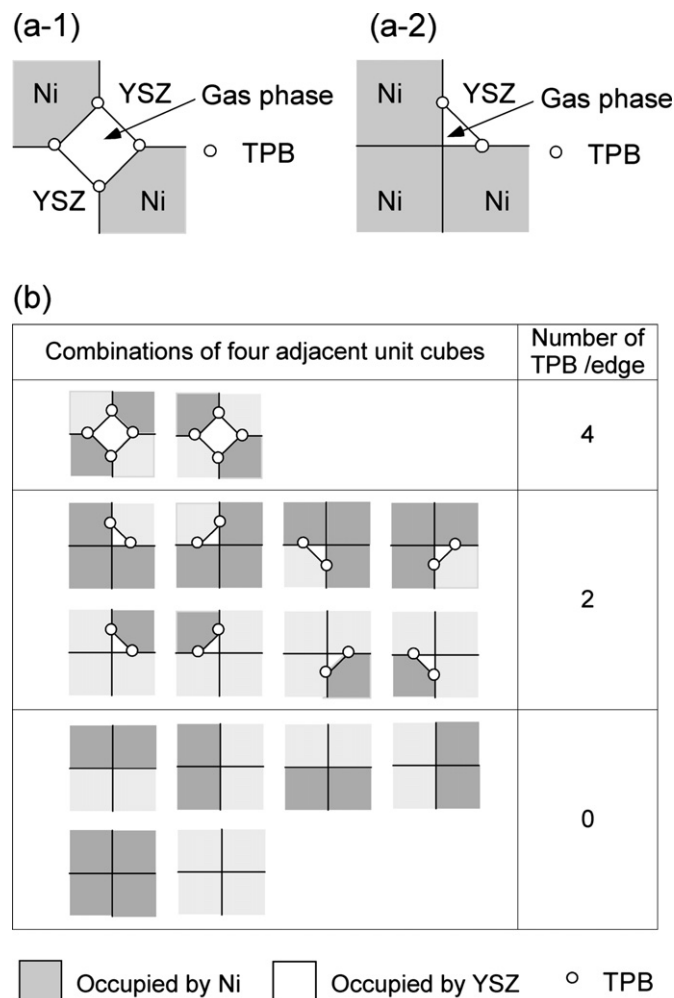 (a-1)
(a-2)
Ni
YSZ
Gas phase
TPB
YSZ
Ni
Ni
YSZ
Gas phase
TPB
Ni
Ni
(b)
Combinations of four adjacent unit cubes
Number of
TPB /edge
4
2
0
Occupied by Ni
Occupied by YSZ
TPB